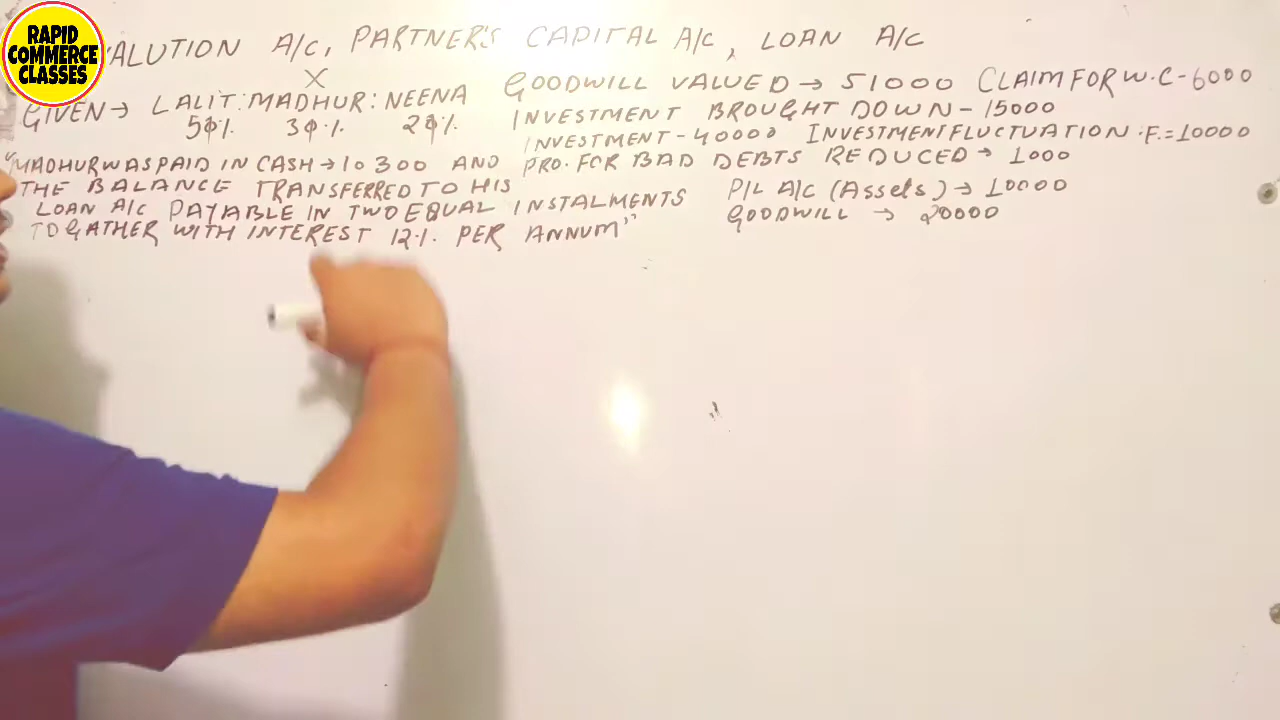 RAPID
COMMERCE
CLASSES
ALUTION A/C, PARTNER'S CAPITAL A/C, LOAN A/C
X
GIVEN → LALIT : MADHUR : NEENA
50%. 30%. 20%.
"MADHUR WAS PAID IN CASH → 10300 AND
THE BALANCE TRANSFERRED TO HIS
LOAN A/C PAYABLE IN TWO EQUAL INSTALMENTS
TOGATHER WITH INTEREST 12%. PER ANNUM"
GOODWILL VALUED → 51000 CLAIM FOR W.C - 6000
INVESTMENT BROUGHT DOWN - 15000
INVESTMENT - 40000 INVESTMENT FLUCTUATION .F. = 10000
PRO. FOR BAD DEBTS REDUCED → 1000
P/L A/C (Assets) → 10000
GOODWILL → 20000